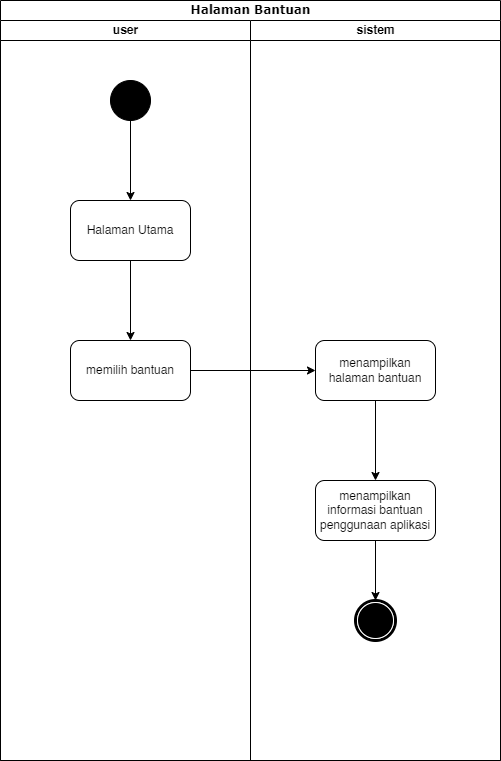 Halaman Bantuan
user
sistem
Halaman Utama
memilih bantuan
menampilkan
halaman bantuan
menampilkan
informasi bantuan
penggunaan aplikasi